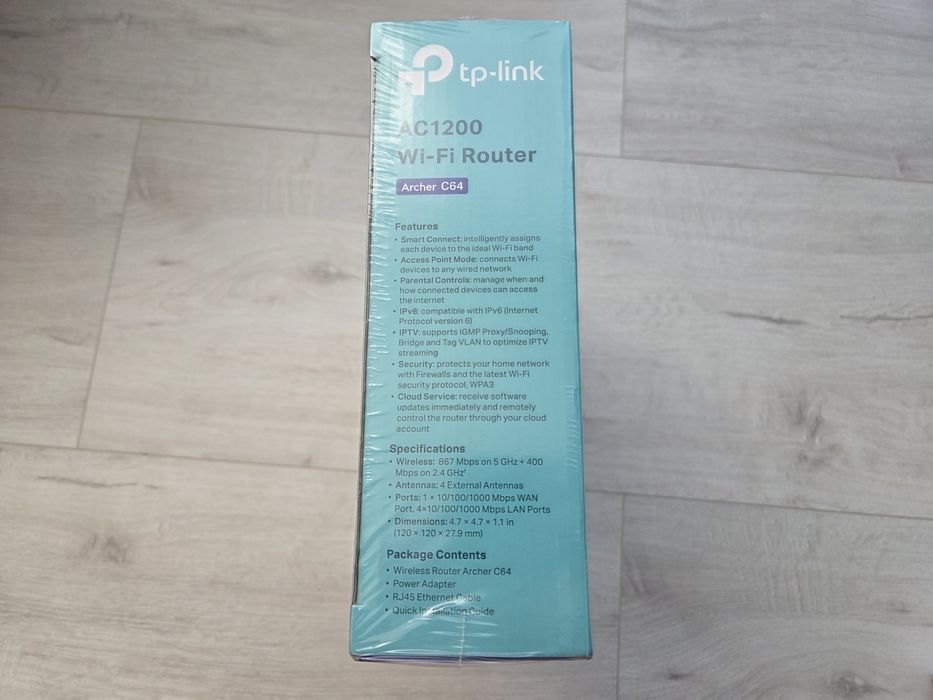 tp-link
AC1200
Wi-Fi Router
Archer C64
Features
• Smart Connect: intelligently assigns
each device to the ideal Wi-Fi band
• Access Point Mode: connects Wi-Fi
devices to any wired network
• Parental Controls: manage when and
how connected devices can access
the internet
• IPv6: compatible with IPv6 (Internet
Protocol version 6)
• IPTV: supports IGMP Proxy/Snooping,
Bridge and Tag VLAN to optimize IPTV
streaming
• Security: protects your home network
with Firewalls and the latest Wi-Fi
security protocol, WPA3
• Cloud Service: receive software
updates immediately and remotely
control the router through your cloud
account
Specifications
• Wireless: 867 Mbps on 5 GHz + 400
Mbps on 2.4 GHz†
• Antennas: 4 External Antennas
• Ports: 1 × 10/100/1000 Mbps WAN
Port, 4×10/100/1000 Mbps LAN Ports
• Dimensions: 4.7 × 4.7 × 1.1 in
(120 × 120 × 27.9 mm)
Package Contents
• Wireless Router Archer C64
• Power Adapter
• RJ45 Ethernet Cable
• Quick Installation Guide